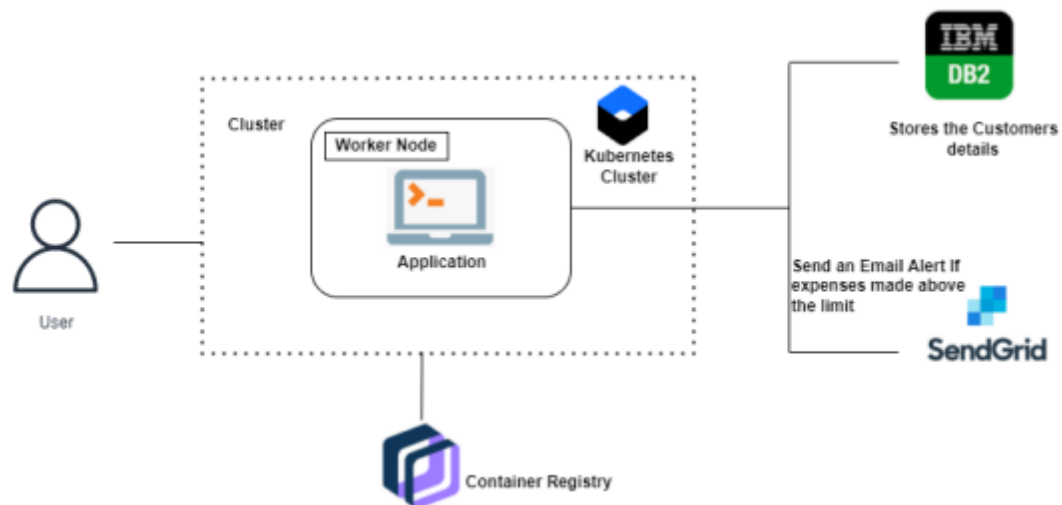 IBM
DB2
Stores the Customers
details
Cluster
Worker Node
Kubernetes
Cluster
Application
User
Send an Email Alert If
expenses made above
the limit
SendGrid
Container Registry